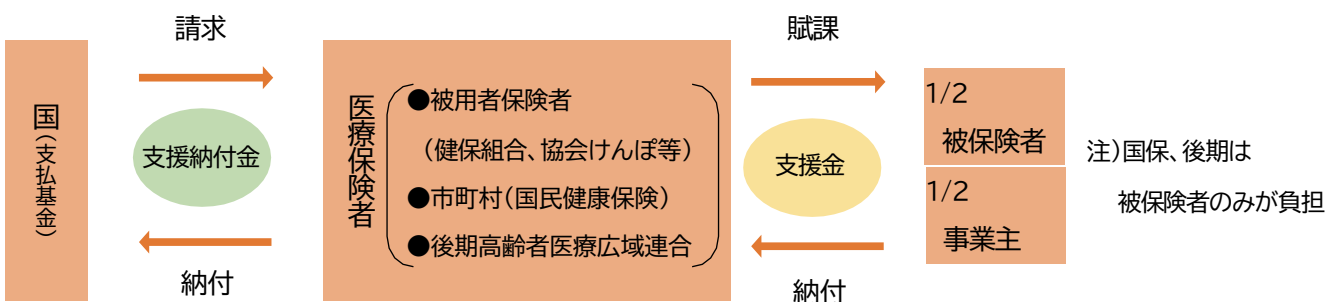 請求
国(支払基金)
支援納付金
納付
医療保険者
●被用者保険者
(健保組合、協会けんぽ等)
●市町村(国民健康保険)
●後期高齢者医療広域連合
賦課
支援金
納付
1/2
被保険者
1/2
事業主
注)国保、後期は
被保険者のみが負担